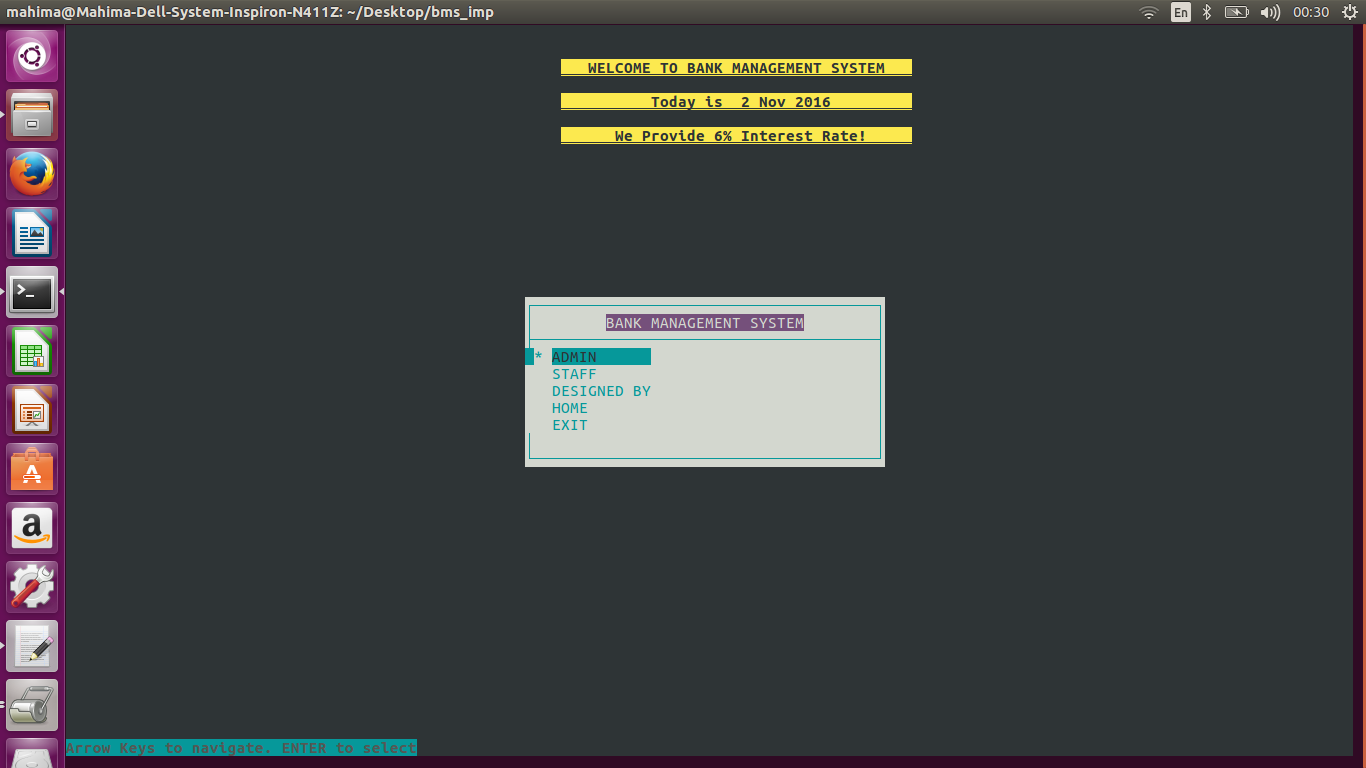 mahima@Mahima-Dell-System-Inspiron-N411Z: ~/Desktop/bms_imp
En
00:30
WELCOME TO BANK MANAGEMENT SYSTEM
Today is  2 Nov 2016
We Provide 6% Interest Rate!
BANK MANAGEMENT SYSTEM
* ADMIN
STAFF
DESIGNED BY
HOME
EXIT
Arrow Keys to navigate. ENTER to select